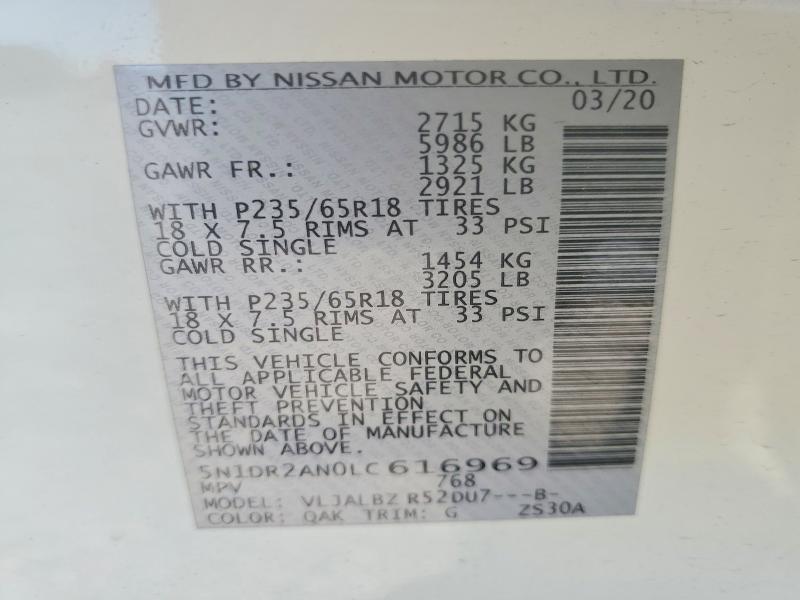 MFD BY NISSAN MOTOR CO., LTD.
DATE: 03/20
GVWR: 2715 KG
5986 LB
GAWR FR.: 1325 KG
2921 LB
WITH P235/65R18 TIRES
18 X 7.5 RIMS AT 33 PSI
COLD SINGLE
GAWR RR.: 1454 KG
3205 LB
WITH P235/65R18 TIRES
18 X 7.5 RIMS AT 33 PSI
COLD SINGLE
THIS VEHICLE CONFORMS TO
ALL APPLICABLE FEDERAL
MOTOR VEHICLE SAFETY AND
THEFT PREVENTION
STANDARDS IN EFFECT ON
THE DATE OF MANUFACTURE
SHOWN ABOVE.
5N1DR2AN0LC616969
MPV 768
MODEL: VLJALBZ R52DU7---B-
COLOR: QAK TRIM: G ZS30A